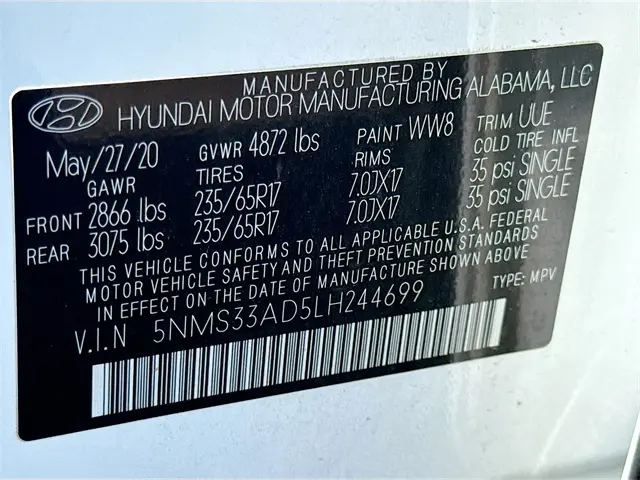 MANUFACTURED BY
HYUNDAI MOTOR MANUFACTURING ALABAMA, LLC
May/27/20 GVWR 4872 lbs PAINT WW8 TRIM UUE
GAWR TIRES RIMS COLD TIRE INFL
FRONT 2866 lbs 235/65R17 7.0JX17 35 psi SINGLE
REAR 3075 lbs 235/65R17 7.0JX17 35 psi SINGLE
THIS VEHICLE CONFORMS TO ALL APPLICABLE U.S.A. FEDERAL
MOTOR VEHICLE SAFETY AND THEFT PREVENTION STANDARDS
IN EFFECT ON THE DATE OF MANUFACTURE SHOWN ABOVE.
V.I.N 5NMS33AD5LH244699 TYPE: MPV